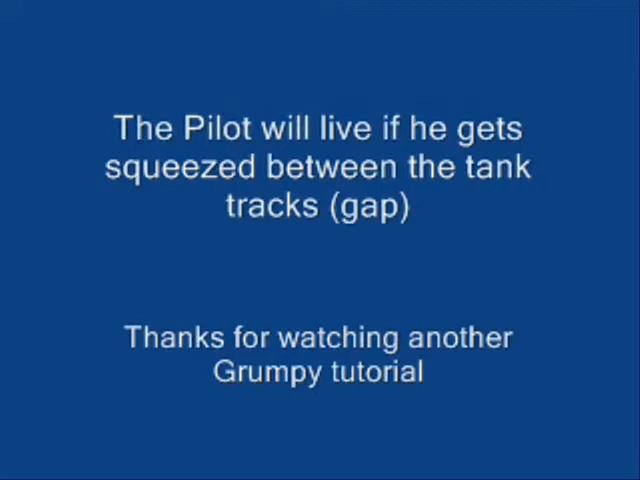 The Pilot will live if he gets
squeezed between the tank
tracks (gap)
Thanks for watching another
Grumpy tutorial